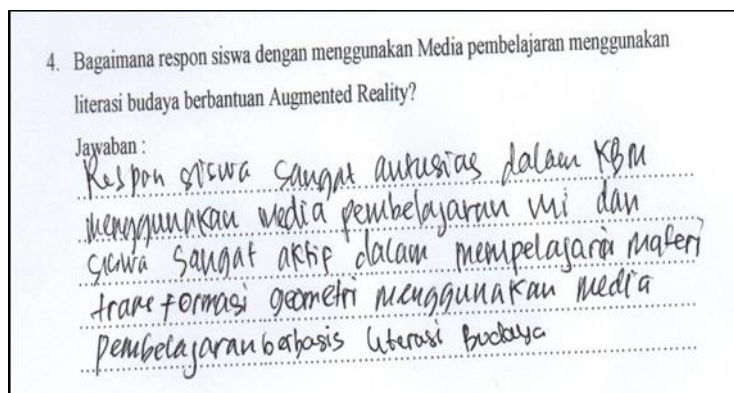 4. Bagaimana respon siswa dengan menggunakan Media pembelajaran menggunakan
literasi budaya berbantuan Augmented Reality?
Jawaban :
Respon siswa sangat antusias dalam KBM
menggunakan media pembelajaran ini dan
siswa sangat aktif dalam mempelajari materi
transformasi geometri menggunakan media
pembelajaran berbasis literasi Budaya